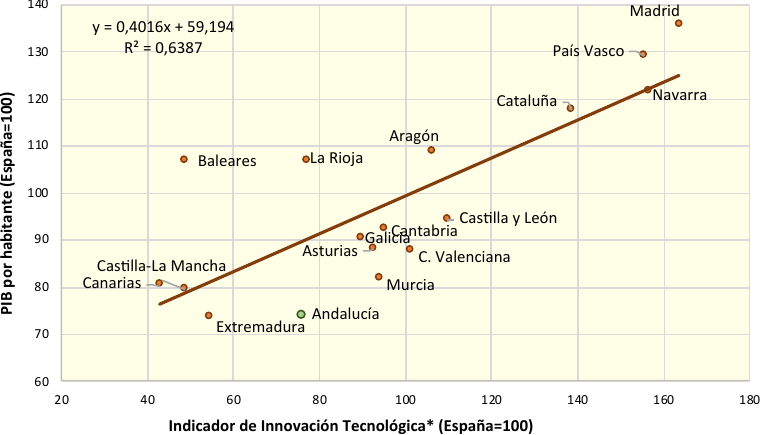 140
Madrid
y = 0,4016x + 59,194
R² = 0,6387
130
País Vasco
120
Cataluña
Navarra
110
Aragón
Baleares
La Rioja
100
PIB por habitante (España=100)
Castilla y León
90
Cantabria
Galicia
Asturias
C. Valenciana
Castilla-La Mancha
Canarias
Murcia
80
Andalucía
Extremadura
70
60
20 40 60 80 100 120 140 160 180
Indicador de Innovación Tecnológica* (España=100)